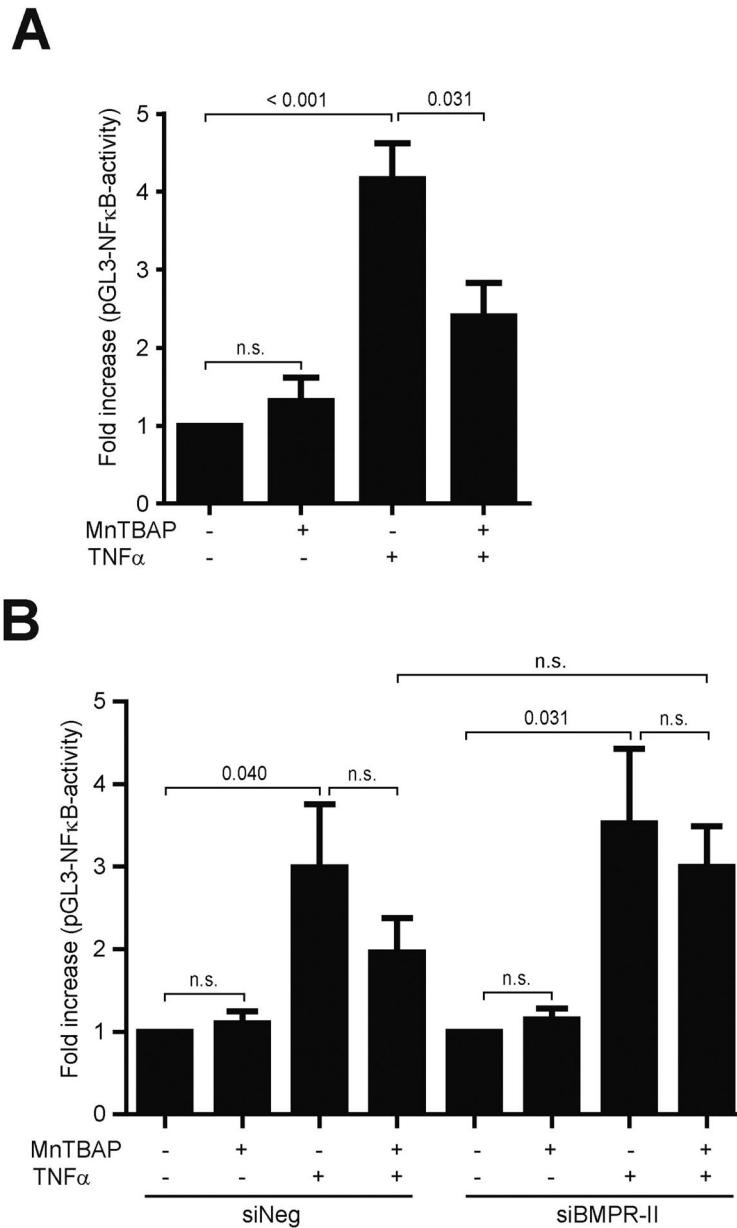 A
< 0.001 0.031
n.s.
Fold increase (pGL3-NFκB-activity)
5
4
3
2
1
0
MnTBAP - + - +
TNFα - - + +
B
n.s.
0.031 n.s.
0.040 n.s.
n.s. n.s.
Fold increase (pGL3-NFκB-activity)
5
4
3
2
1
0
MnTBAP - + - + - + - +
TNFα - - + + - - + +
siNeg siBMPR-II